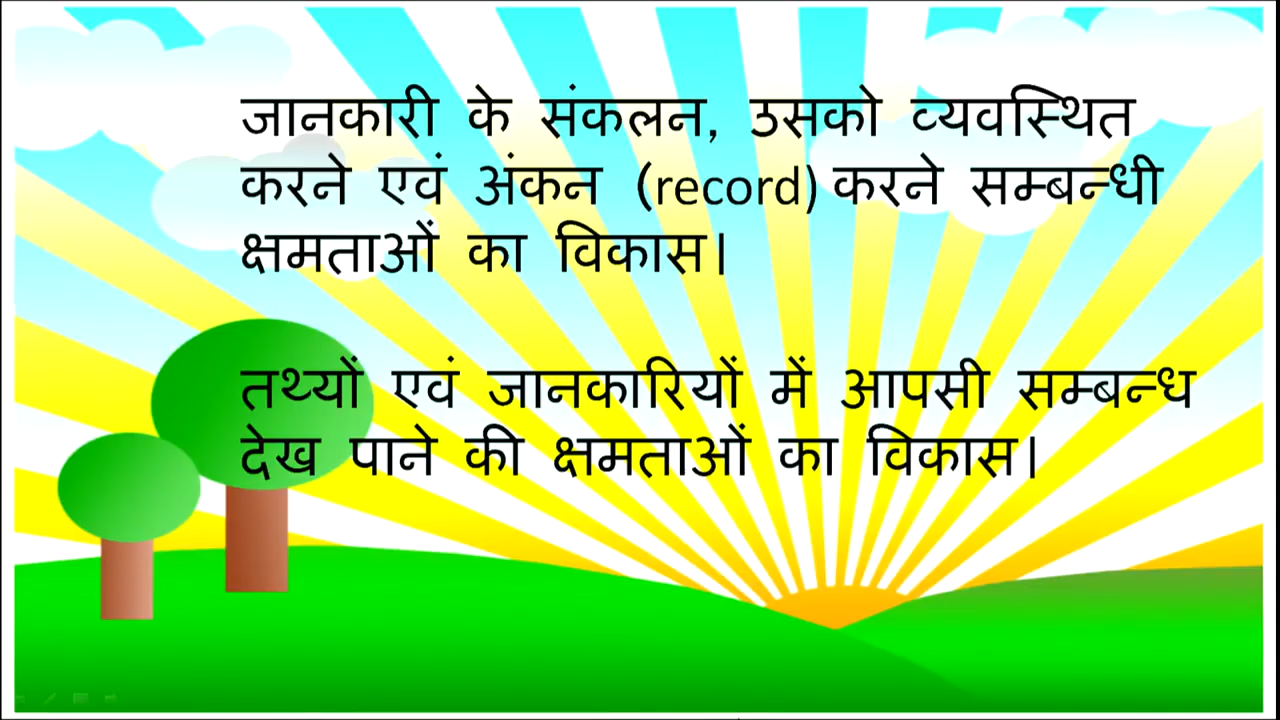 जानकारी के संकलन, उसको व्यवस्थित
करने एवं अंकन (record) करने सम्बन्धी
क्षमताओं का विकास।
तथ्यों एवं जानकारियों में आपसी सम्बन्ध
देख पाने की क्षमताओं का विकास।